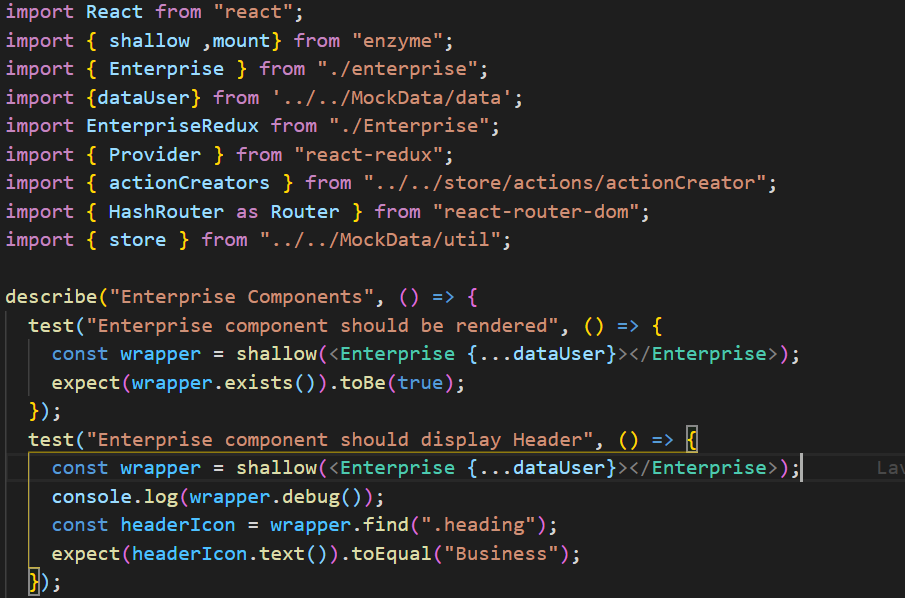 import React from "react";
import { shallow ,mount} from "enzyme";
import { Enterprise } from "./enterprise";
import {dataUser} from '../../MockData/data';
import EnterpriseRedux from "./Enterprise";
import { Provider } from "react-redux";
import { actionCreators } from "../../store/actions/actionCreator";
import { HashRouter as Router } from "react-router-dom";
import { store } from "../../MockData/util";
describe("Enterprise Components", () => {
test("Enterprise component should be rendered", () => {
const wrapper = shallow(<Enterprise {...dataUser}></Enterprise>);
expect(wrapper.exists()).toBe(true);
});
test("Enterprise component should display Header", () => {
const wrapper = shallow(<Enterprise {...dataUser}></Enterprise>);
console.log(wrapper.debug());
const headerIcon = wrapper.find(".heading");
expect(headerIcon.text()).toEqual("Business");
});